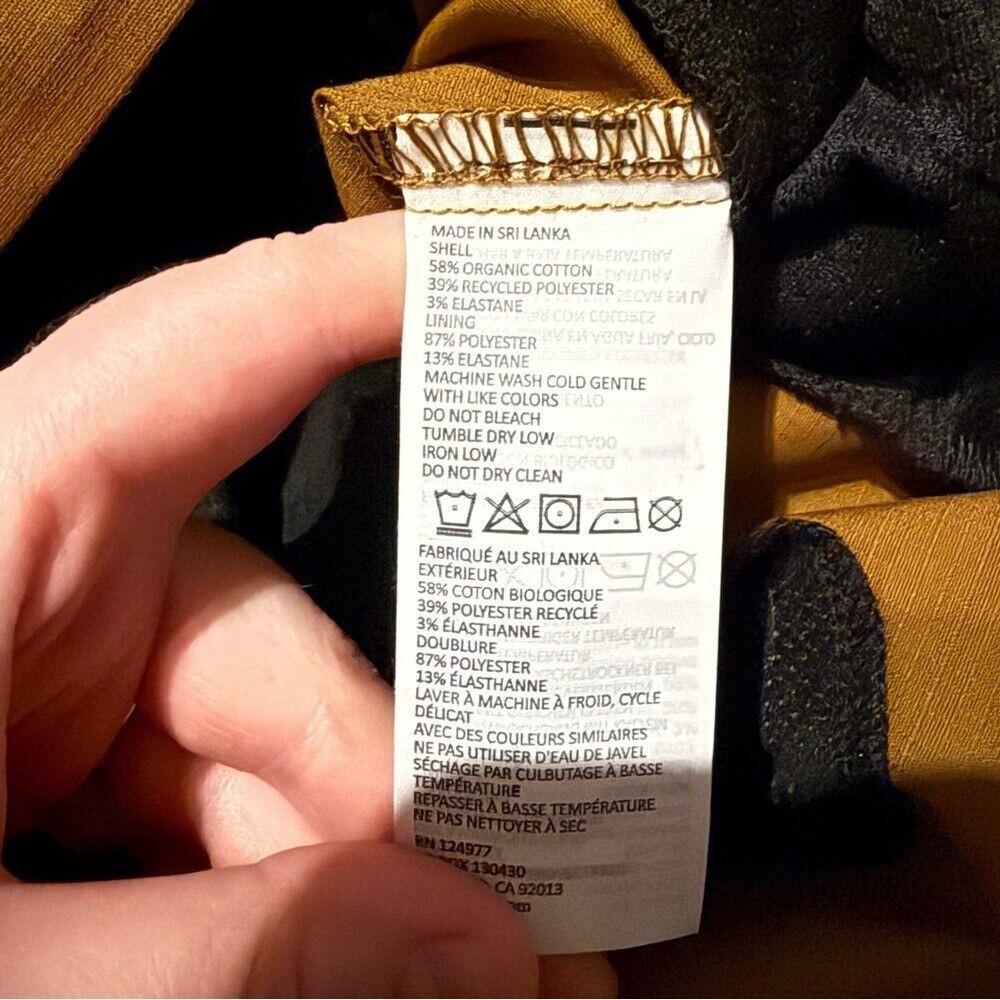 MADE IN SRI LANKA
SHELL
58% ORGANIC COTTON
39% RECYCLED POLYESTER
3% ELASTANE
LINING
87% POLYESTER
13% ELASTANE
MACHINE WASH COLD GENTLE
WITH LIKE COLORS
DO NOT BLEACH
TUMBLE DRY LOW
IRON LOW
DO NOT DRY CLEAN
FABRIQUÉ AU SRI LANKA
EXTÉRIEUR
58% COTON BIOLOGIQUE
39% POLYESTER RECYCLÉ
3% ÉLASTHANNE
DOUBLURE
87% POLYESTER
13% ÉLASTHANNE
LAVER À MACHINE À FROID, CYCLE
DÉLICAT
AVEC DES COULEURS SIMILAIRES
NE PAS UTILISER D'EAU DE JAVEL
SÉCHAGE PAR CULBUTAGE À BASSE
TEMPÉRATURE
REPASSER À BASSE TEMPÉRATURE
NE PAS NETTOYER À SEC
RN 124977
130430
CA 92013